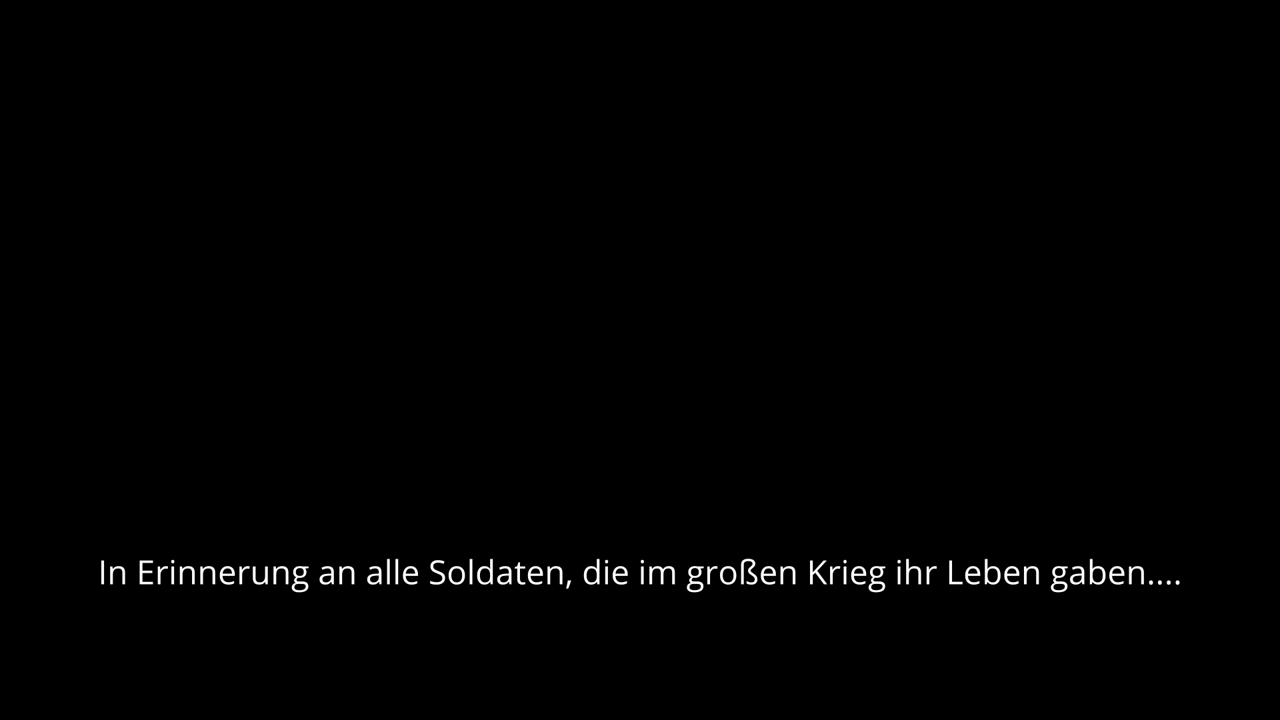 In Erinnerung an alle Soldaten, die im großen Krieg ihr Leben gaben....